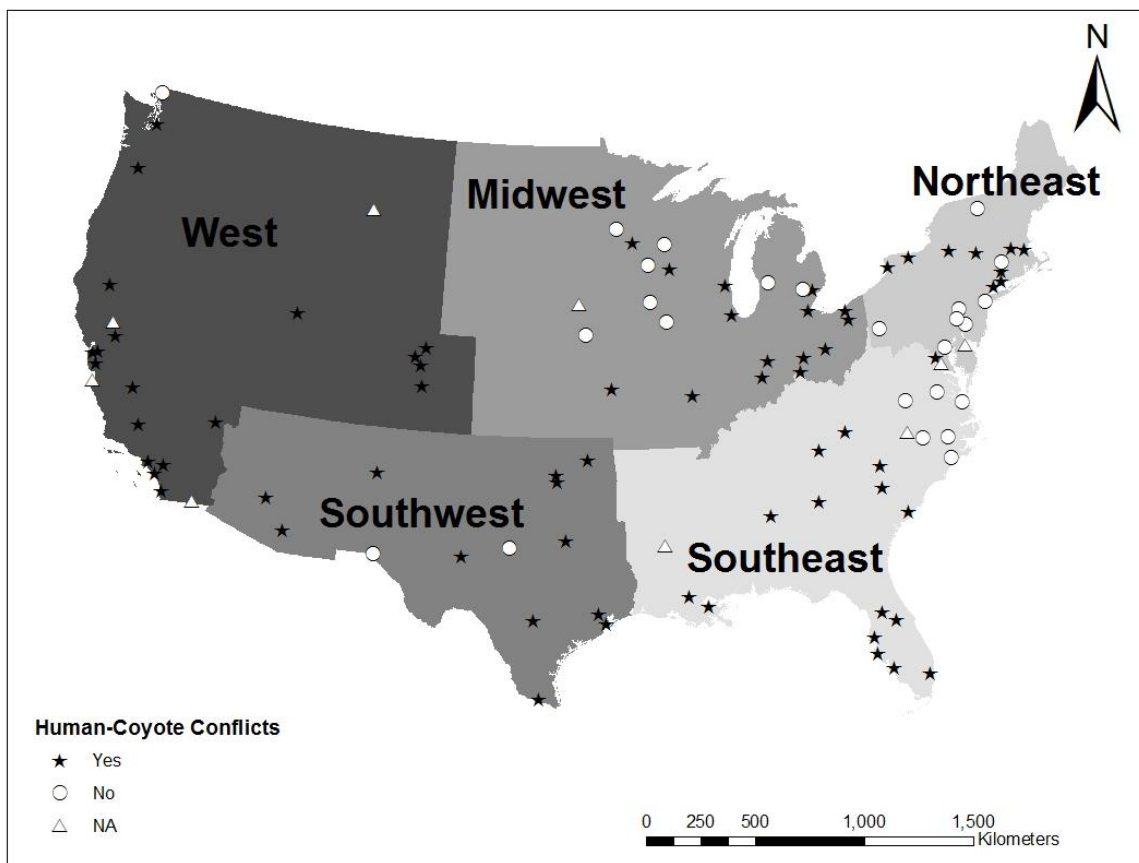 N
Northeast
Midwest
West
Southwest
Southeast
Human-Coyote Conflicts
Yes
No
NA
0 250 500 1,000 1,500
Kilometers